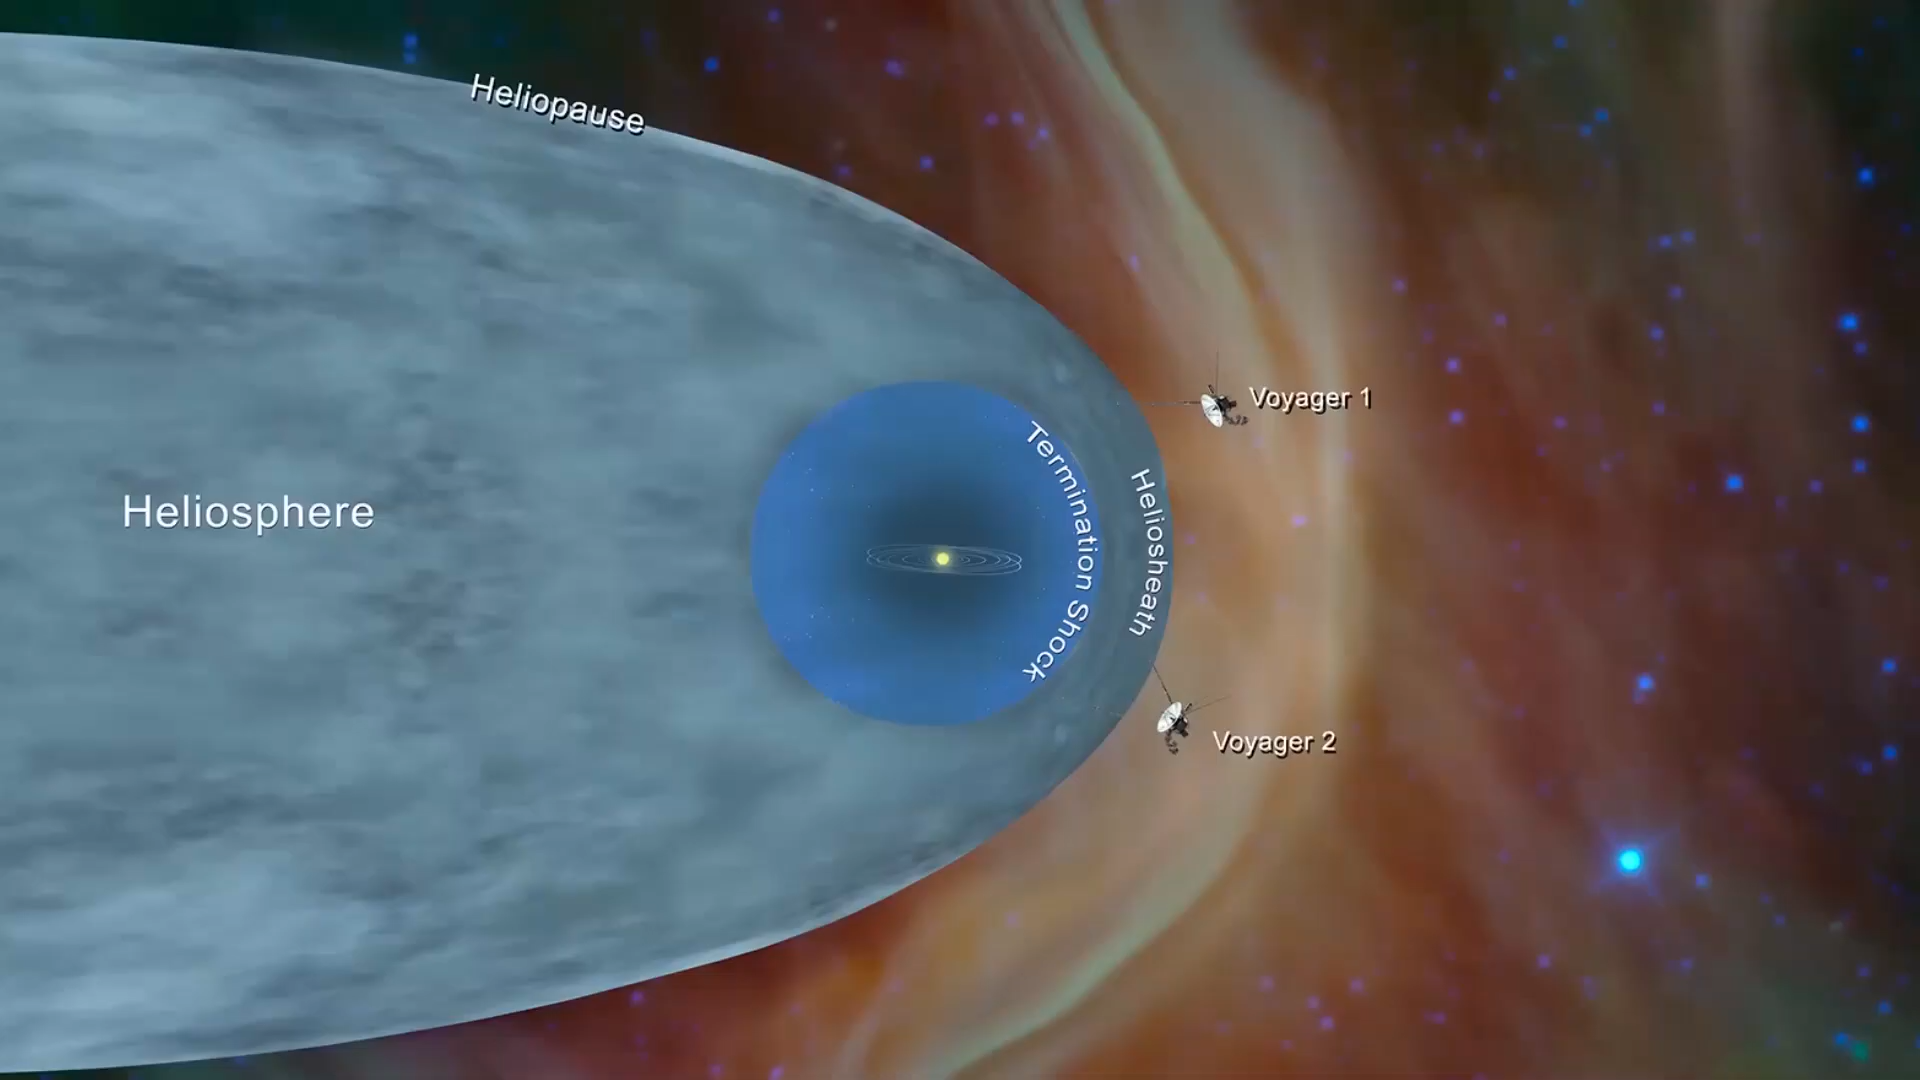 Heliopause
Voyager 1
Heliosphere
Termination Shock
Heliosheath
Voyager 2